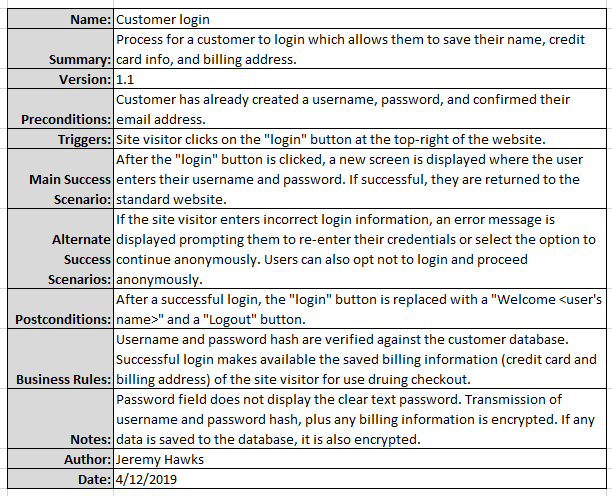 Name: Customer login
Process for a customer to login which allows them to save their name, credit
Summary: card info, and billing address.
Version: 1.1
Customer has already created a username, password, and confirmed their
Preconditions: email address.
Triggers: Site visitor clicks on the "login" button at the top-right of the website.
After the "login" button is clicked, a new screen is displayed where the user
Main Success enters their username and password. If successful, they are returned to the
Scenario: standard website.
If the site visitor enters incorrect login information, an error message is
Alternate displayed prompting them to re-enter their credentials or select the option to
Success continue anonymously. Users can also opt not to login and proceed
Scenarios: anonymously.
After a successful login, the "login" button is replaced with a "Welcome <user's
Postconditions: name>" and a "Logout" button.
Username and password hash are verified against the customer database.
Successful login makes available the saved billing information (credit card and
Business Rules: billing address) of the site visitor for use druing checkout.
Password field does not display the clear text password. Transmission of
username and password hash, plus any billing information is encrypted. If any
Notes: data is saved to the database, it is also encrypted.
Author: Jeremy Hawks
Date: 4/12/2019